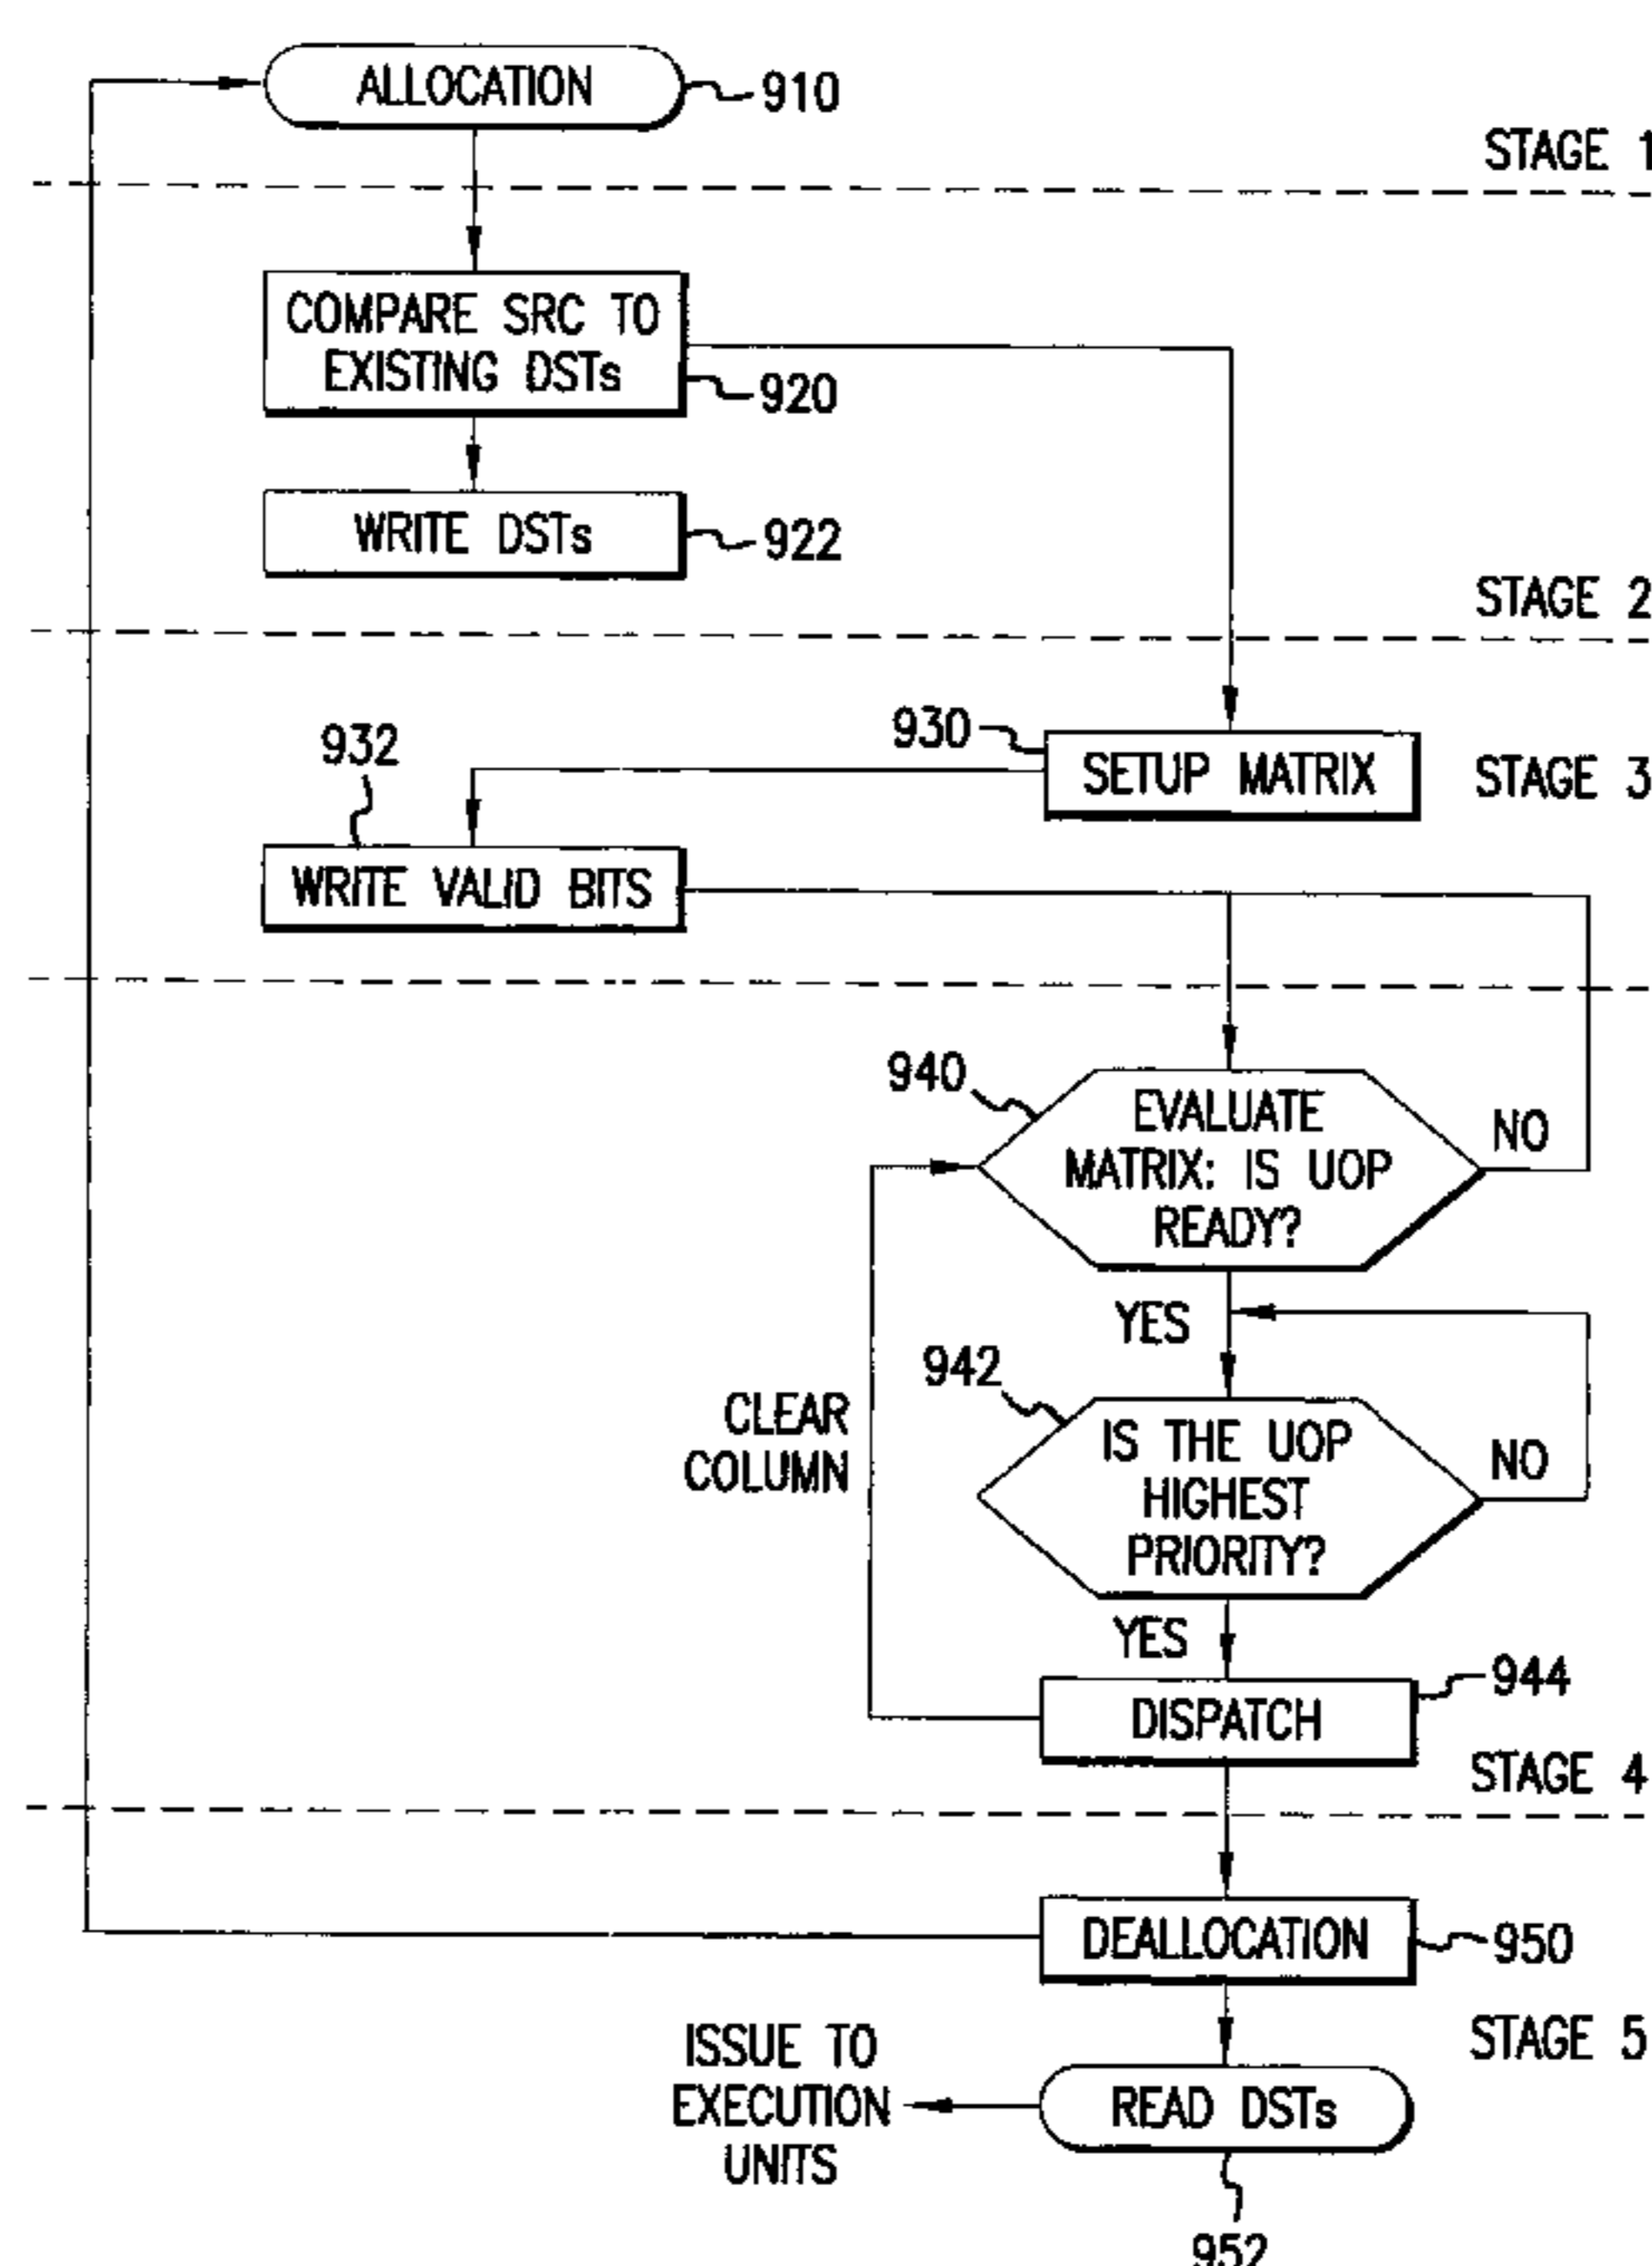 ALLOCATION
910
STAGE 1
COMPARE SRC TO
EXISTING DSTs
920
WRITE DSTs
922
STAGE 2
930
SETUP MATRIX
STAGE 3
932
WRITE VALID BITS
940
EVALUATE
MATRIX: IS UOP
READY?
NO
YES
942
CLEAR
COLUMN
IS THE UOP
HIGHEST
PRIORITY?
NO
YES
944
DISPATCH
STAGE 4
DEALLOCATION
950
STAGE 5
ISSUE TO
EXECUTION
UNITS
READ DSTs
952